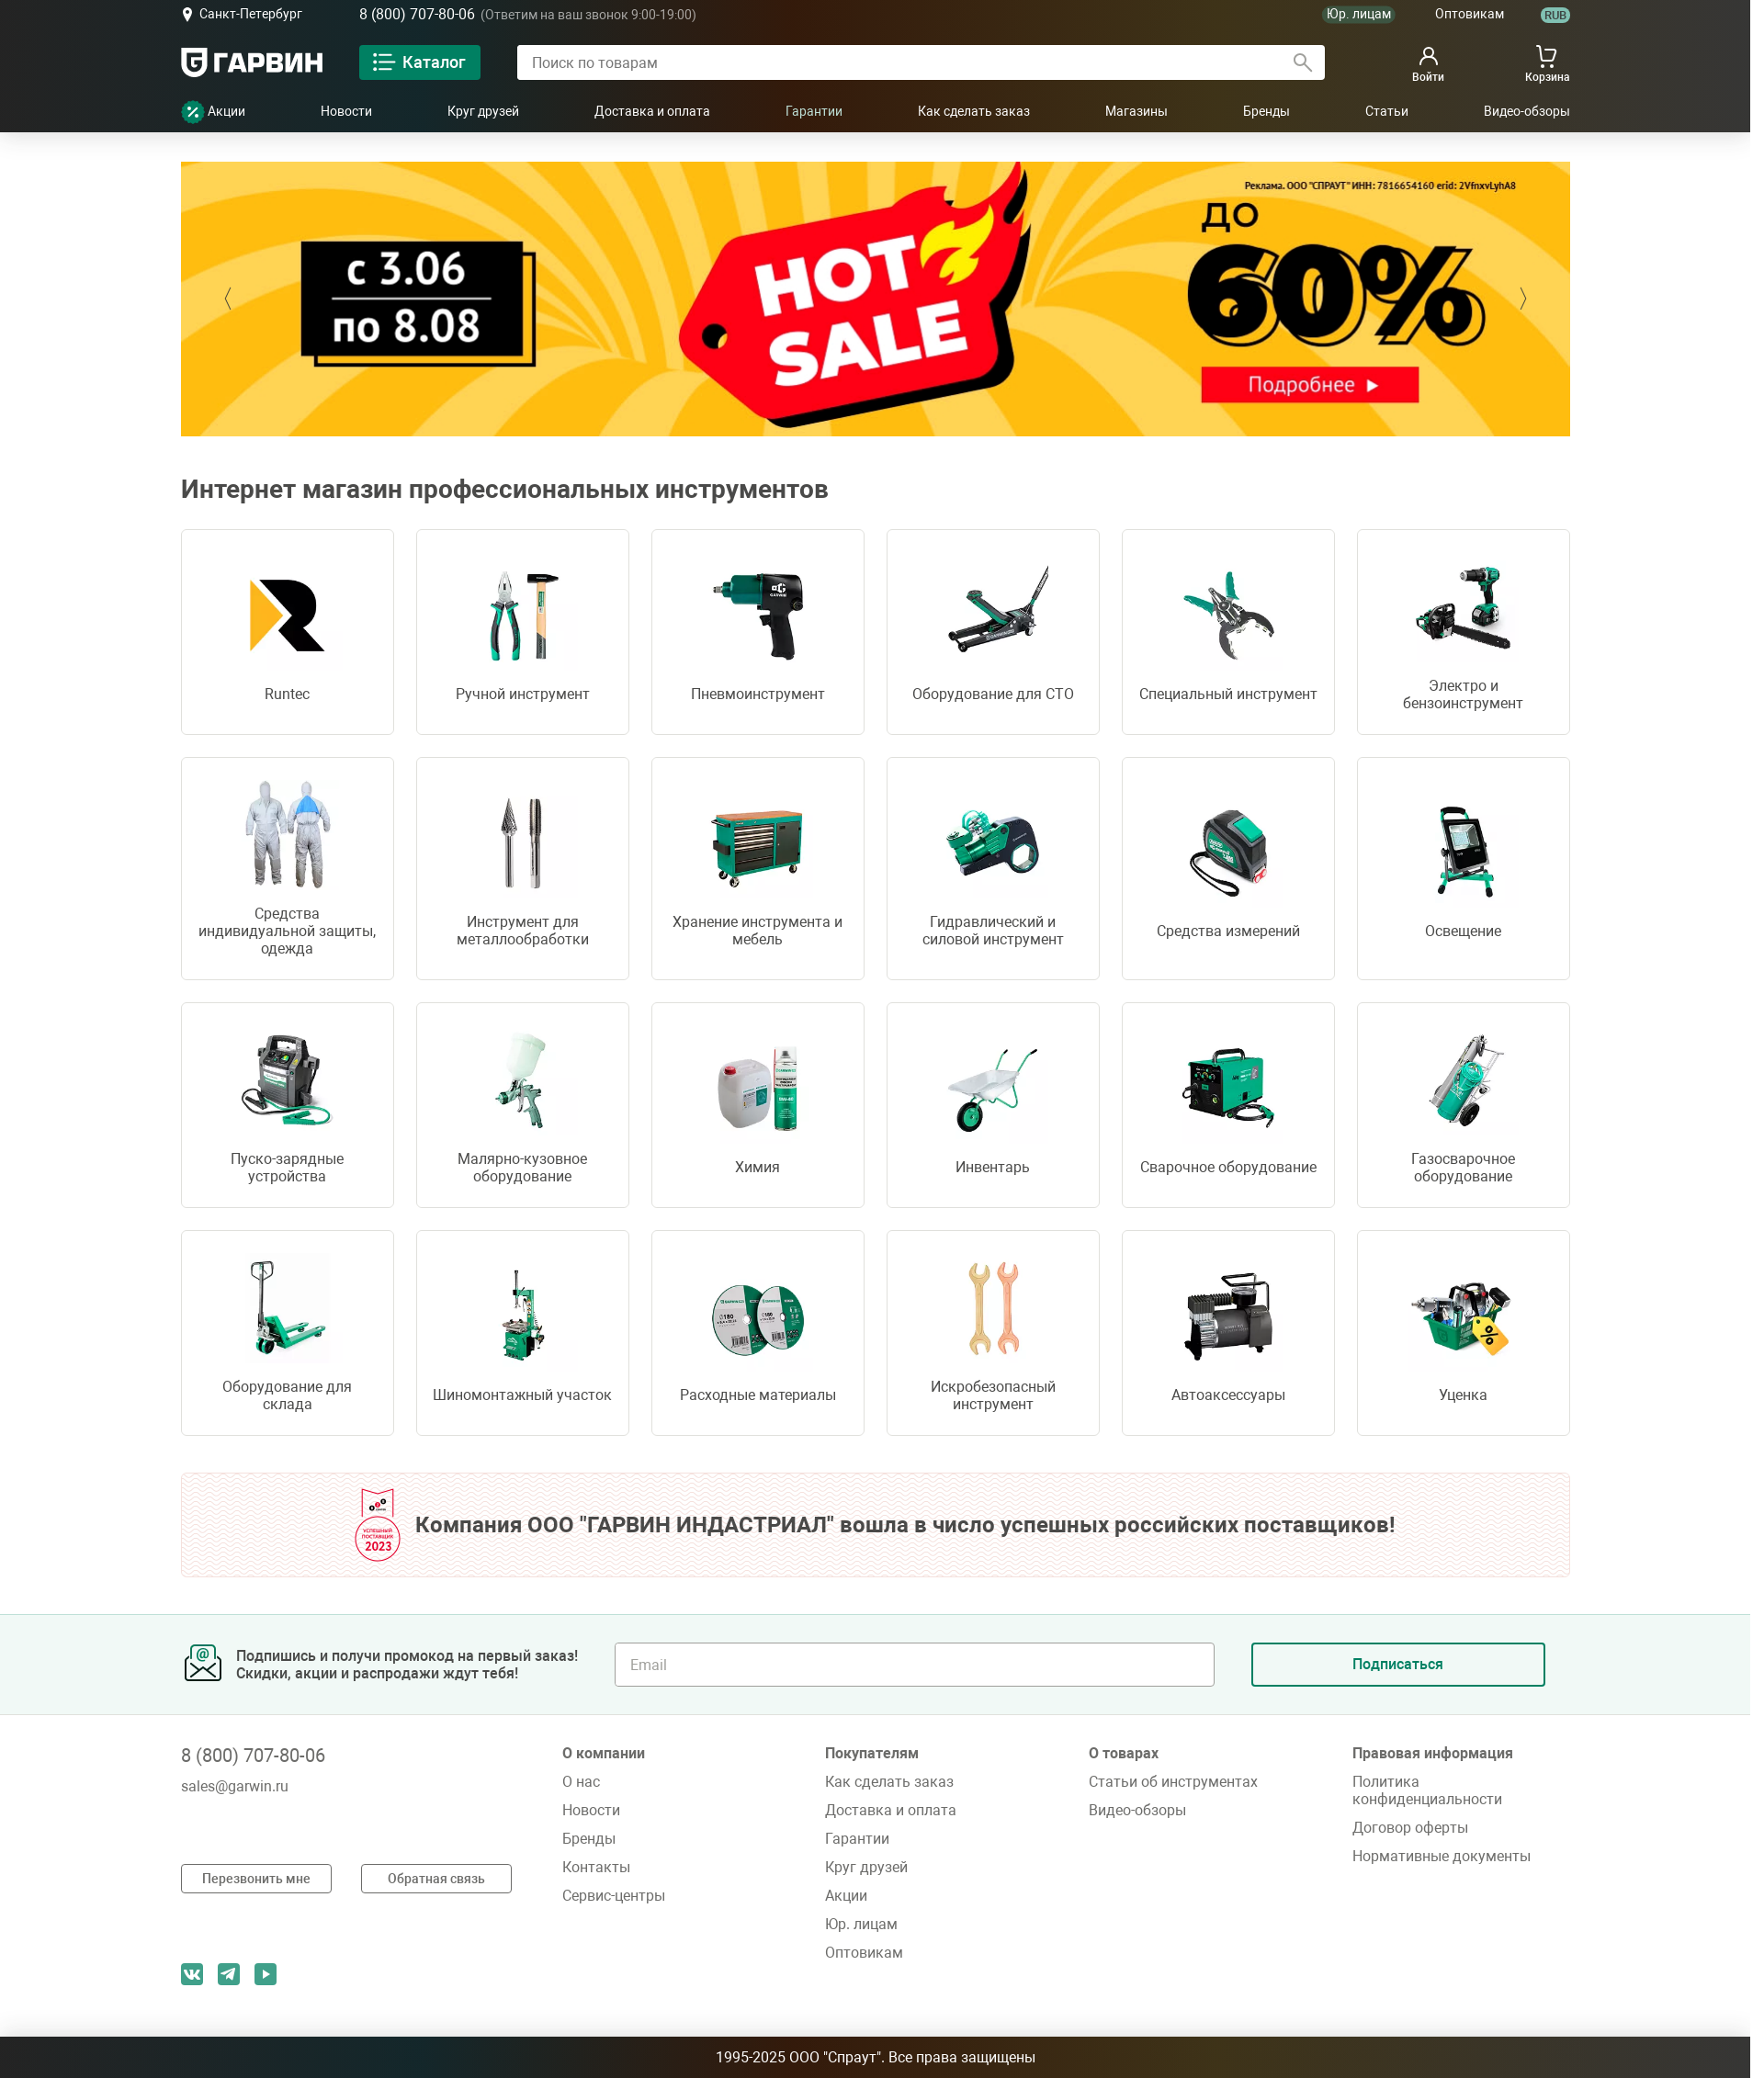 Санкт-Петербург
8 (800) 707-80-06 (Ответим на ваш звонок 9:00-19:00)
Юр. лицам
Оптовикам
RUB
ГАРВИН
Каталог
Поиск по товарам
Войти
Корзина
Акции
Новости
Круг друзей
Доставка и оплата
Гарантии
Как сделать заказ
Магазины
Бренды
Статьи
Видео-обзоры
Реклама. ООО "СПРАУТ" ИНН: 7816654160 erid: 2VfnxvLyhA8
с 3.06
по 8.08
HOT
SALE
ДО
60%
Подробнее
Интернет магазин профессиональных инструментов
Runtec
Ручной инструмент
Пневмоинструмент
Оборудование для СТО
Специальный инструмент
Электро и
бензоинструмент
Средства
индивидуальной защиты,
одежда
Инструмент для
металлообработки
Хранение инструмента и
мебель
Гидравлический и
силовой инструмент
Средства измерений
Освещение
Пуско-зарядные
устройства
Малярно-кузовное
оборудование
Химия
Инвентарь
Сварочное оборудование
Газосварочное
оборудование
Оборудование для
склада
Шиномонтажный участок
Расходные материалы
Искробезопасный
инструмент
Автоаксессуары
Уценка
УСПЕШНЫЙ
ПОСТАВЩИК
2023
Компания ООО "ГАРВИН ИНДАСТРИАЛ" вошла в число успешных российских поставщиков!
Подпишись и получи промокод на первый заказ!
Скидки, акции и распродажи ждут тебя!
Email
Подписаться
8 (800) 707-80-06
sales@garwin.ru
Перезвонить мне
Обратная связь
О компании
О нас
Новости
Бренды
Контакты
Сервис-центры
Покупателям
Как сделать заказ
Доставка и оплата
Гарантии
Круг друзей
Акции
Юр. лицам
Оптовикам
О товарах
Статьи об инструментах
Видео-обзоры
Правовая информация
Политика
конфиденциальности
Договор оферты
Нормативные документы
1995-2025 ООО "Спраут". Все права защищены